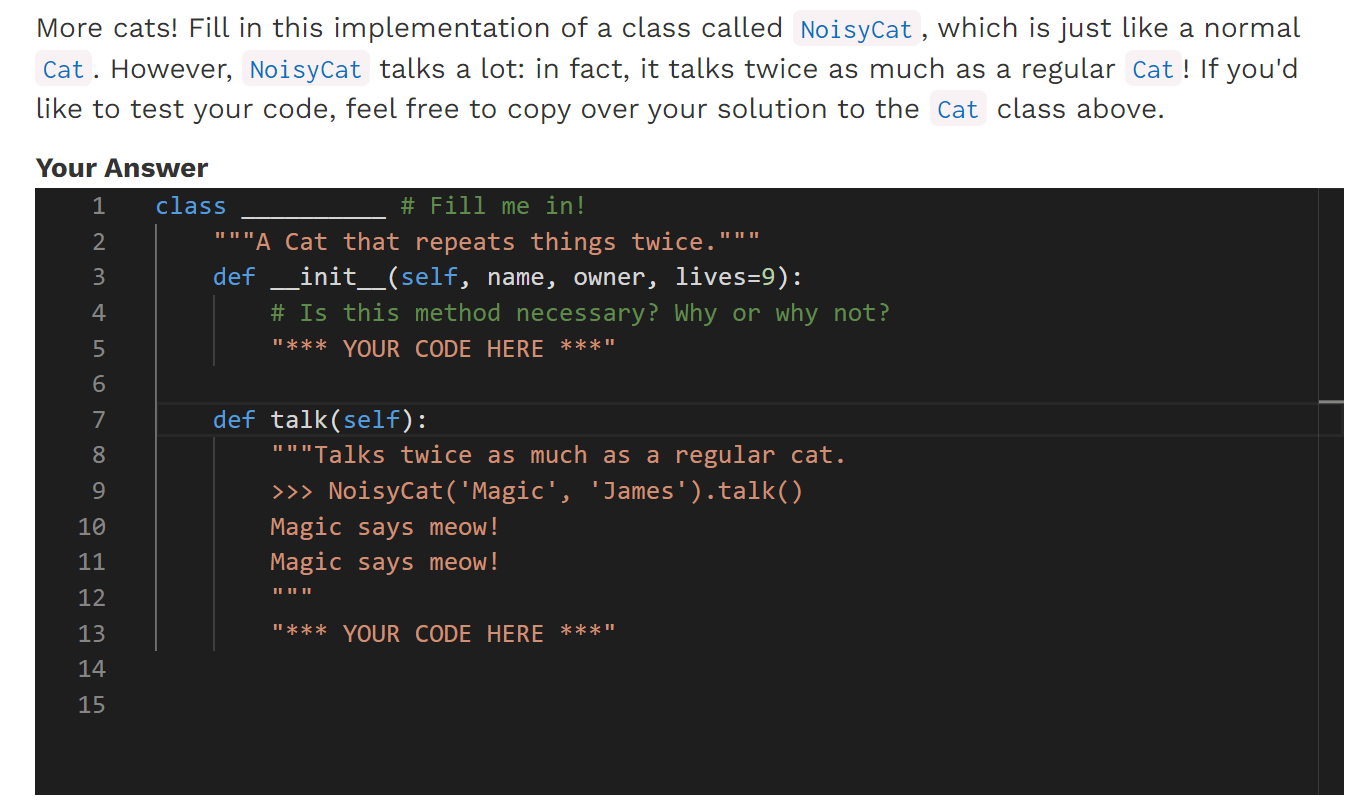 More cats! Fill in this implementation of a class called NoisyCat, which is just like a normal
Cat. However, NoisyCat talks a lot: in fact, it talks twice as much as a regular Cat! If you'd
like to test your code, feel free to copy over your solution to the Cat class above.
Your Answer
1 class __________ # Fill me in!
2     """A Cat that repeats things twice."""
3     def __init__(self, name, owner, lives=9):
4         # Is this method necessary? Why or why not?
5         "*** YOUR CODE HERE ***"
6
7     def talk(self):
8         """Talks twice as much as a regular cat.
9         >>> NoisyCat('Magic', 'James').talk()
10         Magic says meow!
11         Magic says meow!
12         """
13         "*** YOUR CODE HERE ***"
14
15